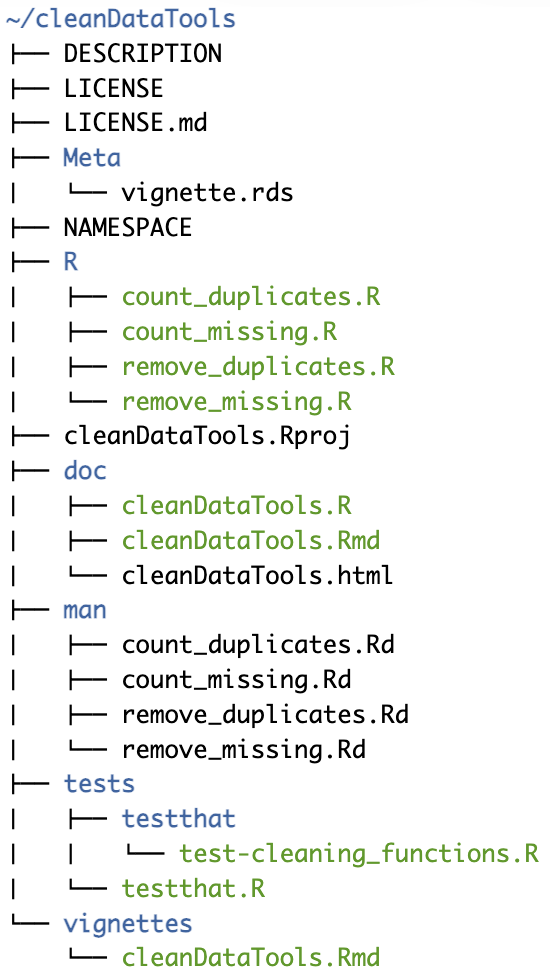 ~/cleanDataTools
├── DESCRIPTION
├── LICENSE
├── LICENSE.md
├── Meta
|   └── vignette.rds
├── NAMESPACE
├── R
|   ├── count_duplicates.R
|   ├── count_missing.R
|   ├── remove_duplicates.R
|   └── remove_missing.R
├── cleanDataTools.Rproj
├── doc
|   ├── cleanDataTools.R
|   ├── cleanDataTools.Rmd
|   └── cleanDataTools.html
├── man
|   ├── count_duplicates.Rd
|   ├── count_missing.Rd
|   ├── remove_duplicates.Rd
|   └── remove_missing.Rd
├── tests
|   ├── testthat
|   |   └── test-cleaning_functions.R
|   └── testthat.R
└── vignettes
    └── cleanDataTools.Rmd